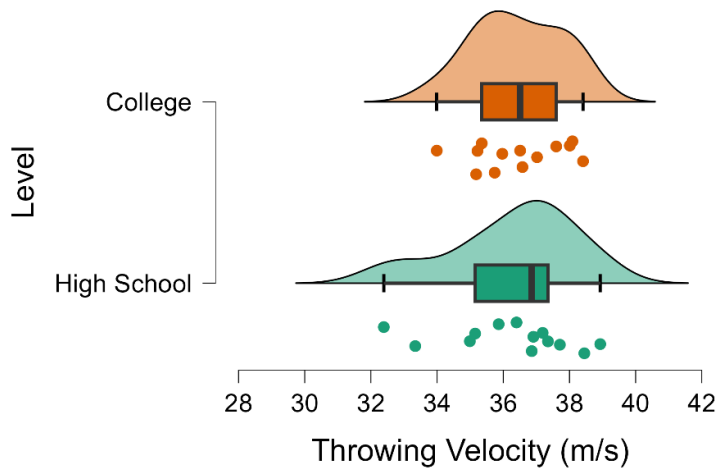 Level
College
High School
28 30 32 34 36 38 40 42
Throwing Velocity (m/s)